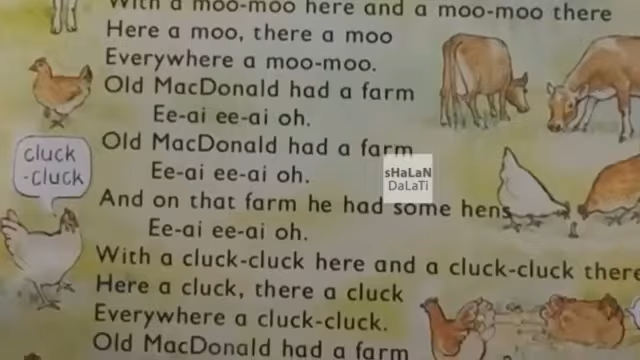 With a moo-moo here and a moo-moo there
Here a moo, there a moo
Everywhere a moo-moo.
Old MacDonald had a farm
Ee-ai ee-ai oh.
Old MacDonald had a farm
Ee-ai ee-ai oh.
cluck
-cluck
sHaLaN
DaLaTi
And on that farm he had some hens
Ee-ai ee-ai oh.
With a cluck-cluck here and a cluck-cluck there
Here a cluck, there a cluck
Everywhere a cluck-cluck.
Old MacDonald had a farm